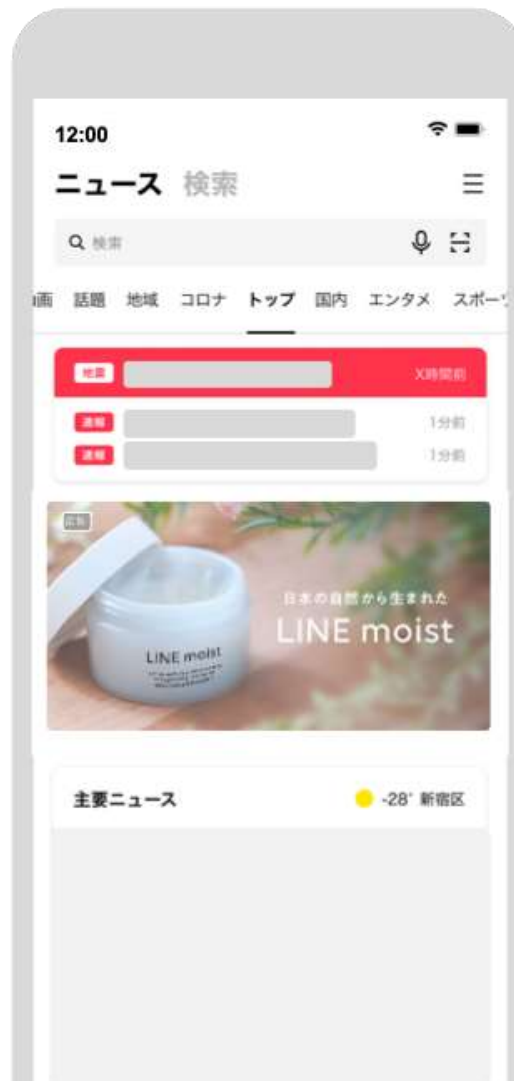 12:00
ニュース 検索
検索
画 話題 地域 コロナ トップ 国内 エンタメ スポーツ
地震 X時間前
速報 1分前
速報 1分前
広告
日本の自然から生まれた
LINE moist
LINE moist
主要ニュース -28° 新宿区